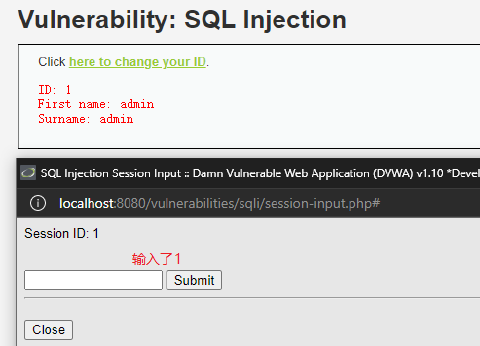 Vulnerability: SQL Injection
Click here to change your ID.
ID: 1
First name: admin
Surname: admin
SQL Injection Session Input :: Damn Vulnerable Web Application (DVWA) v1.10 *Devel
localhost:8080/vulnerabilities/sqli/session-input.php#
Session ID: 1
输入了1
Submit
Close